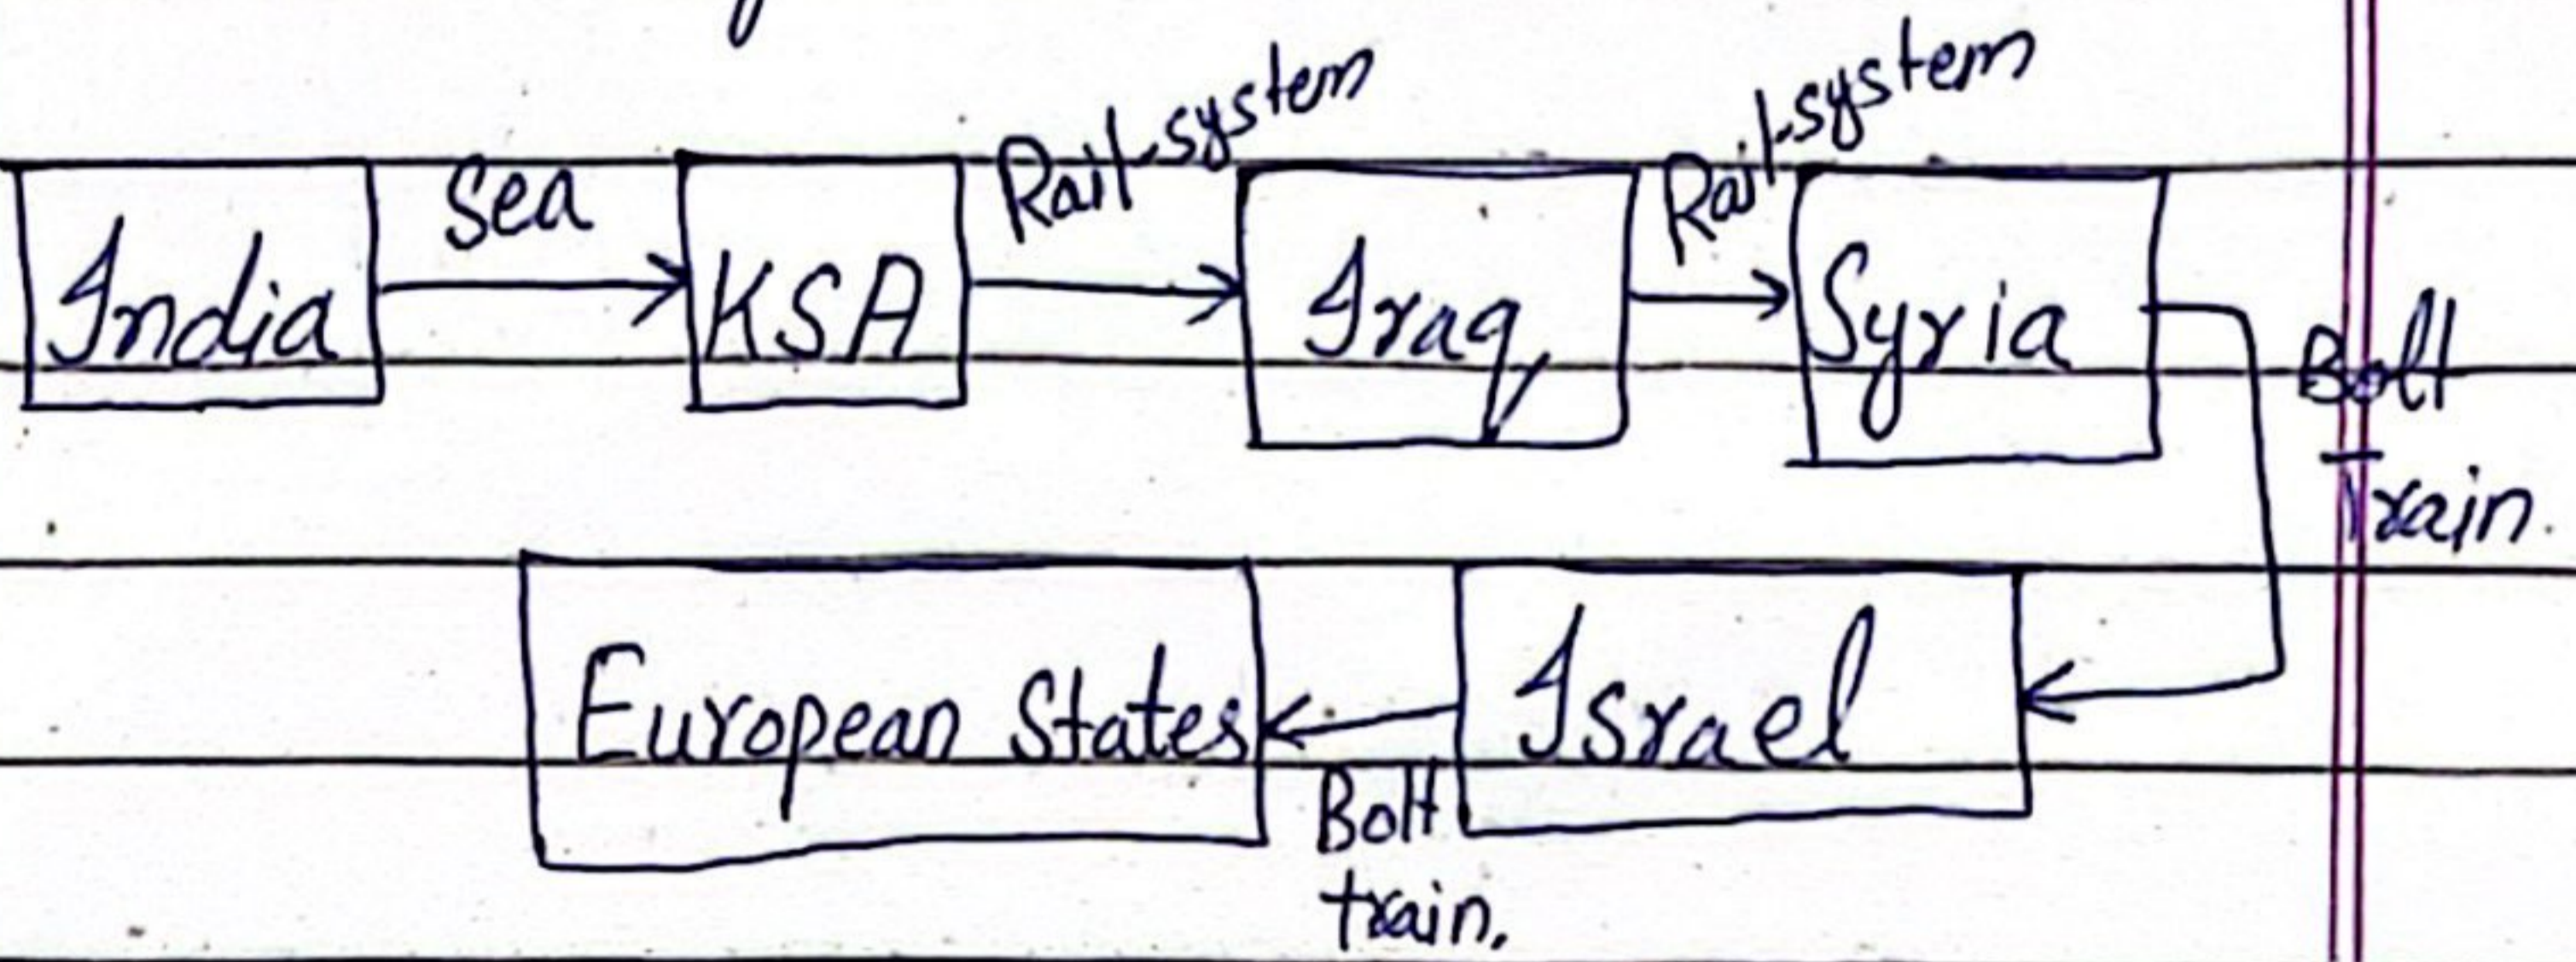 Sea
Rail system
Rail system
India
KSA
Iraq
Syria
Bolt
Train.
European States
Israel
Bolt
train.